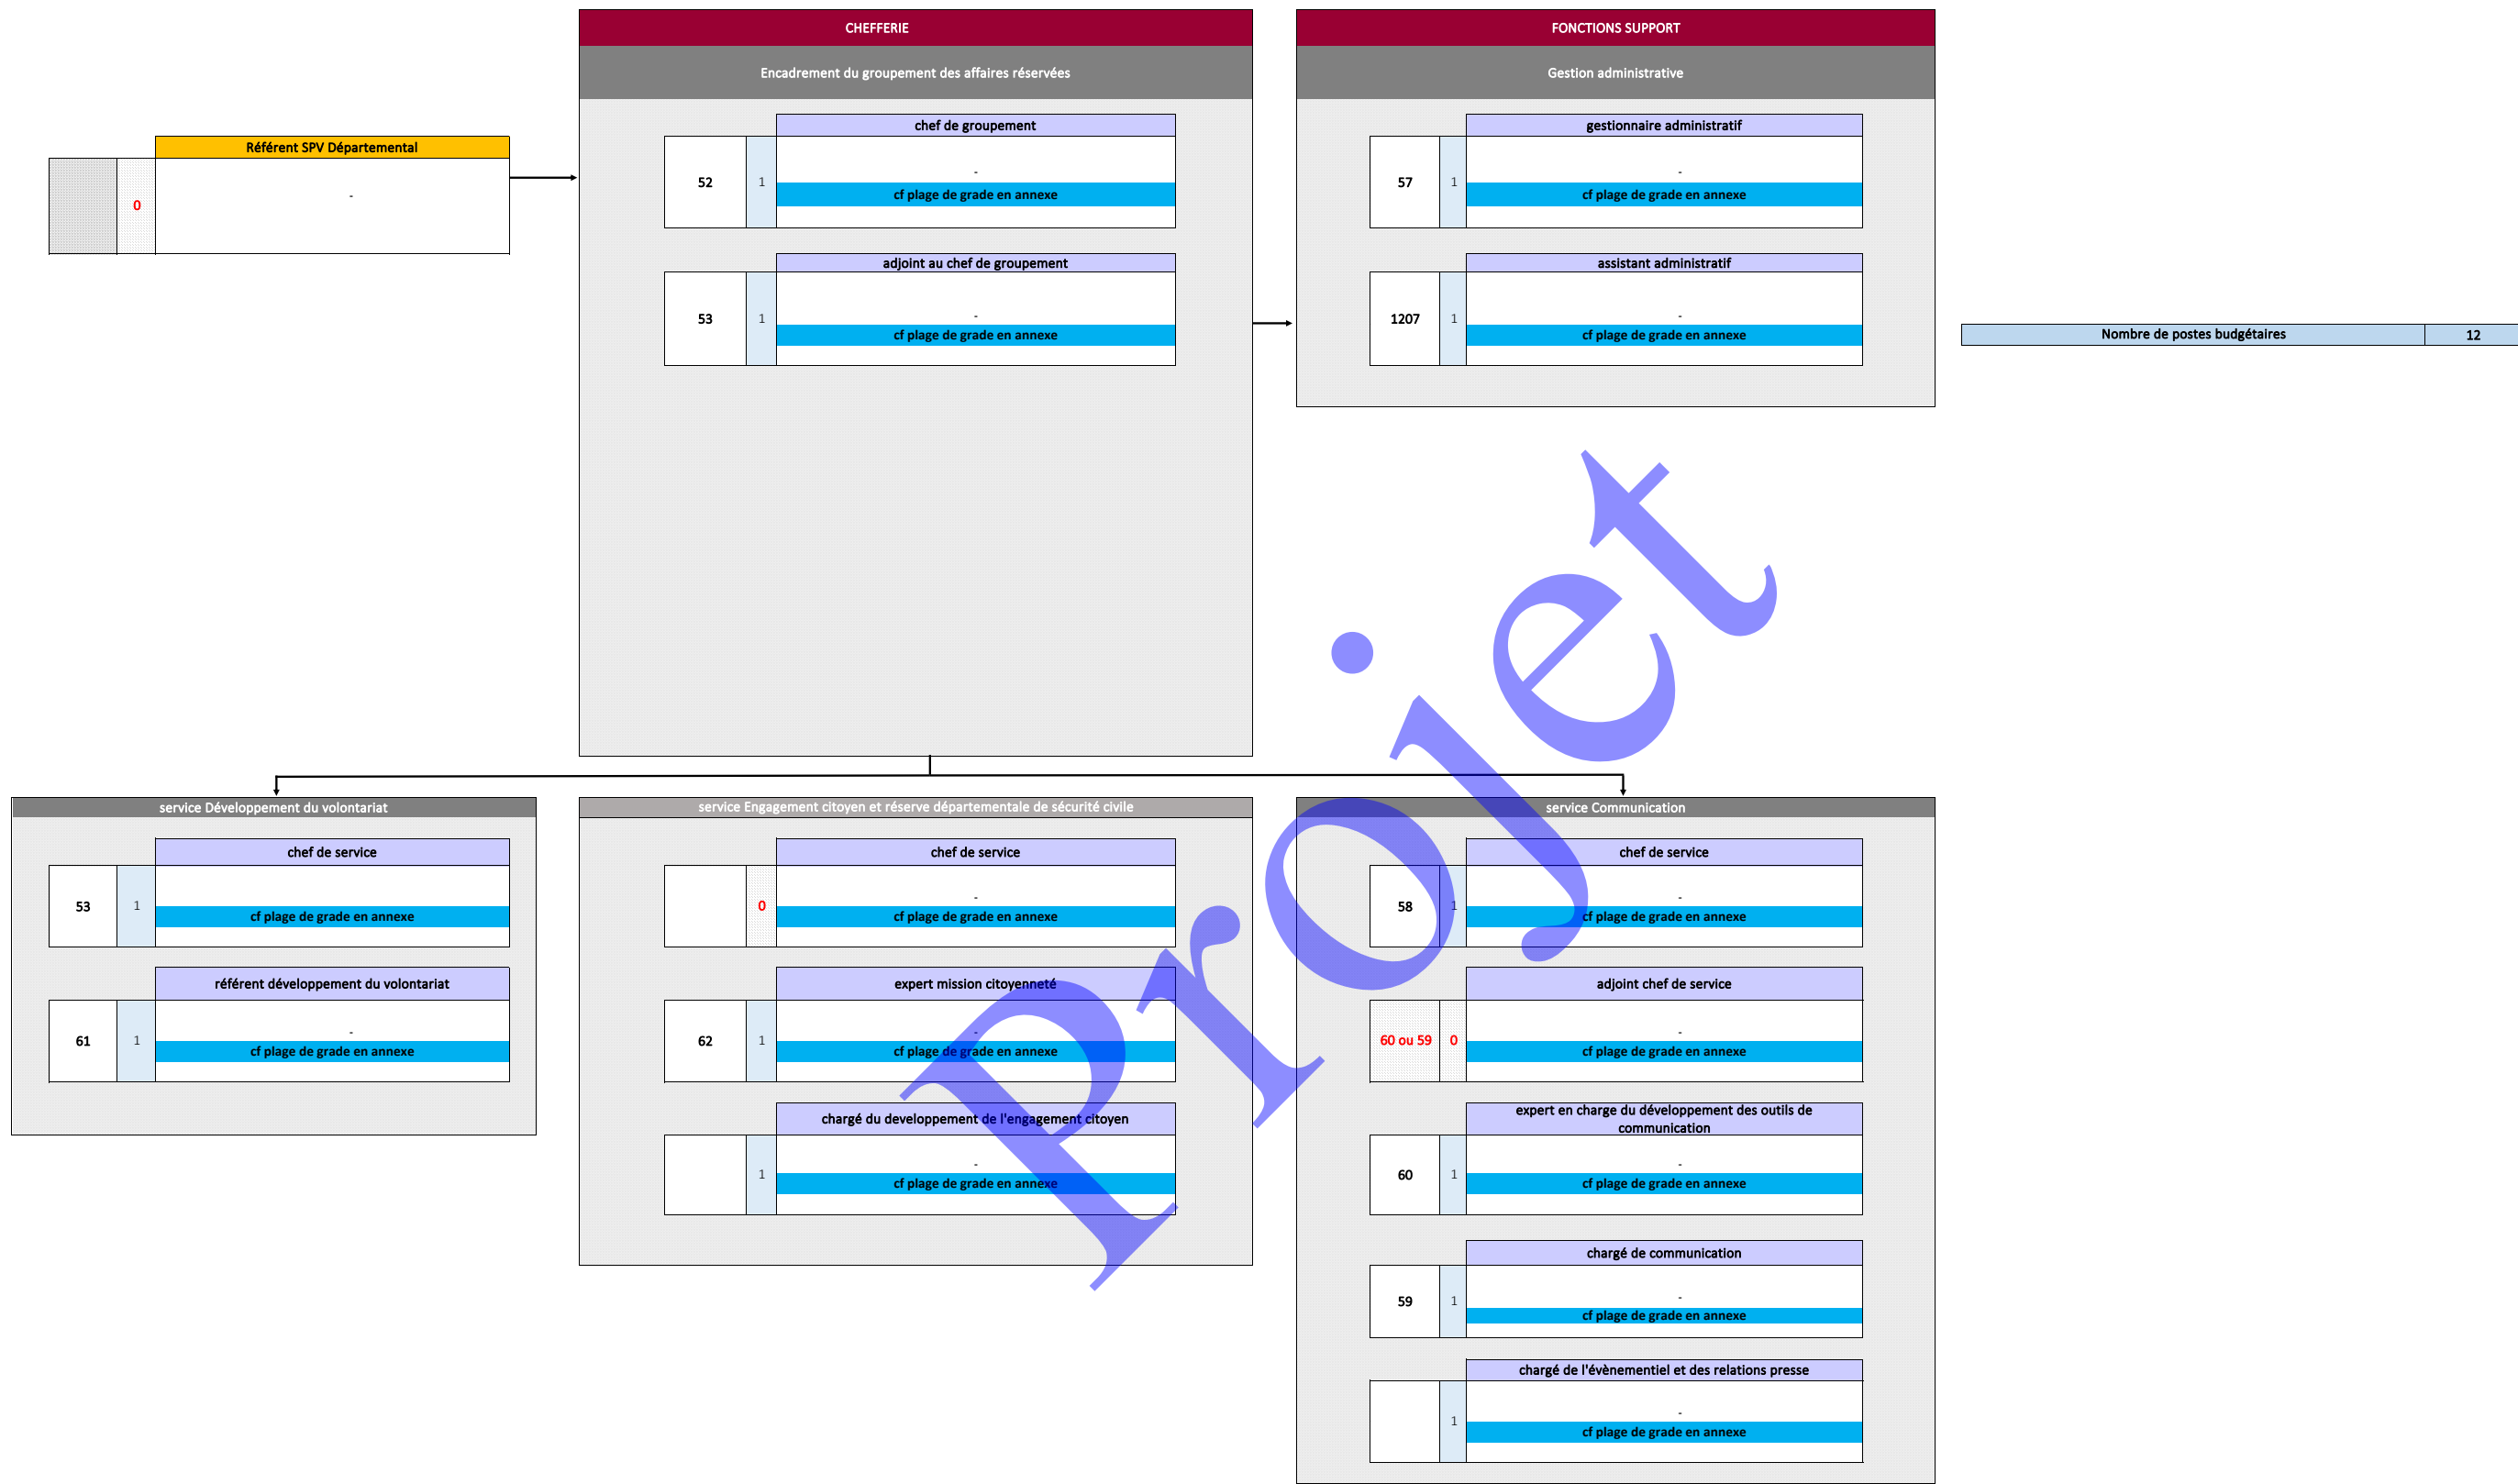 CHEFFERIE
Encadrement du groupement des affaires réservées
chef de groupement
52
1
-
cf plage de grade en annexe
adjoint au chef de groupement
53
1
-
cf plage de grade en annexe
FONCTIONS SUPPORT
Gestion administrative
gestionnaire administratif
57
1
-
cf plage de grade en annexe
assistant administratif
1207
1
-
cf plage de grade en annexe
Référent SPV Départemental
0
-
Nombre de postes budgétaires
12
service Développement du volontariat
chef de service
53
1
cf plage de grade en annexe
référent développement du volontariat
61
1
-
cf plage de grade en annexe
service Engagement citoyen et réserve départementale de sécurité civile
chef de service
0
-
cf plage de grade en annexe
expert mission citoyenneté
62
1
-
cf plage de grade en annexe
chargé du developpement de l'engagement citoyen
1
-
cf plage de grade en annexe
service Communication
chef de service
58
1
-
cf plage de grade en annexe
adjoint chef de service
60 ou 59
0
-
cf plage de grade en annexe
expert en charge du développement des outils de
communication
60
1
-
cf plage de grade en annexe
chargé de communication
59
1
-
cf plage de grade en annexe
chargé de l'évènementiel et des relations presse
1
-
cf plage de grade en annexe
Projet